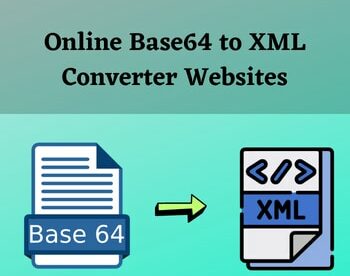 Online Base64 to XML
Converter Websites
Base 64
</>
XML